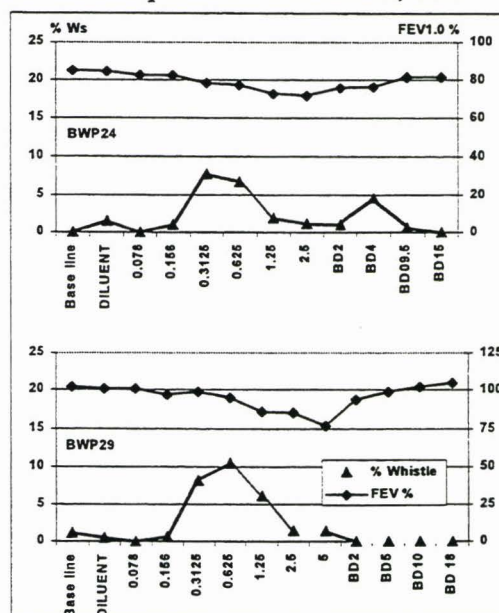 % Ws FEV1.0 %
25 100
20 80
15 60
BWP24
10 40
5 20
0 0
Base line DILUENT 0.078 0.156 0.3125 0.625 1.25 2.5 BD2 BD4 BD09.5 BD15
25 125
20 100
15 75
BWP29
10 50
5 25
0 0
% Whistle
FEV %
Base line DILUENT 0.078 0.156 0.3125 0.625 1.25 2.5 5 BD2 BD5 BD10 BD 18